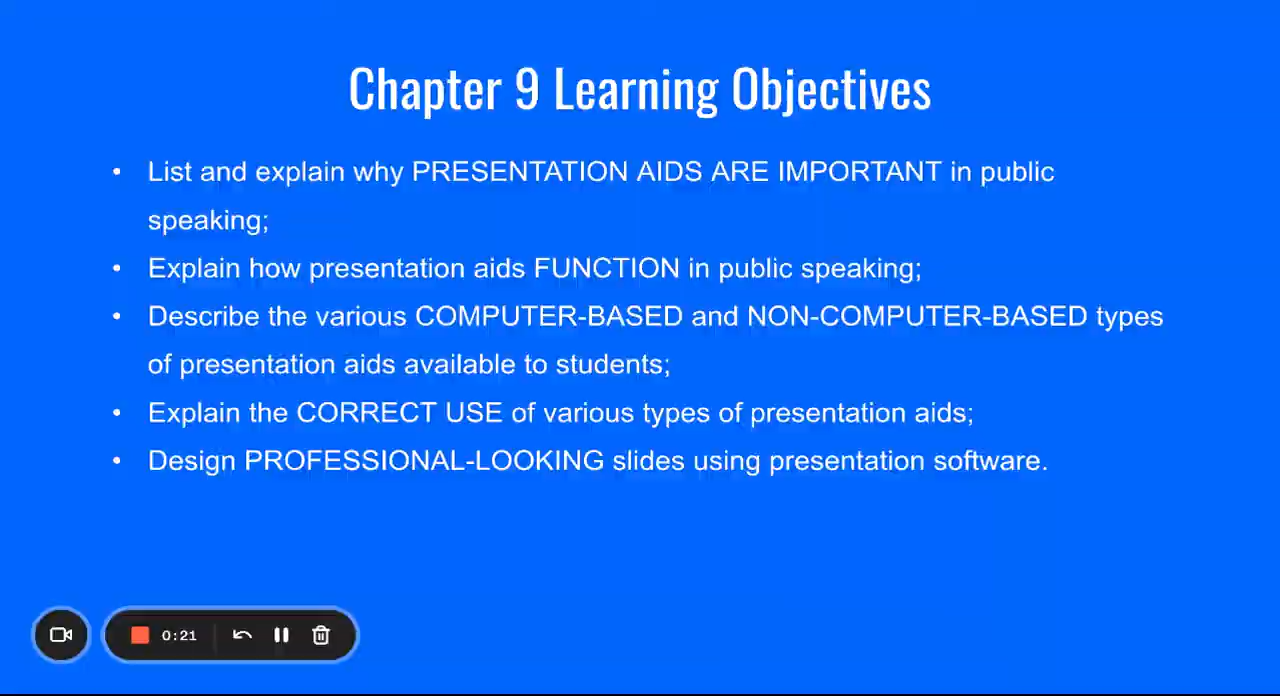 Chapter 9 Learning Objectives
• List and explain why PRESENTATION AIDS ARE IMPORTANT in public
speaking;
• Explain how presentation aids FUNCTION in public speaking;
• Describe the various COMPUTER-BASED and NON-COMPUTER-BASED types
of presentation aids available to students;
• Explain the CORRECT USE of various types of presentation aids;
• Design PROFESSIONAL-LOOKING slides using presentation software.
0:21